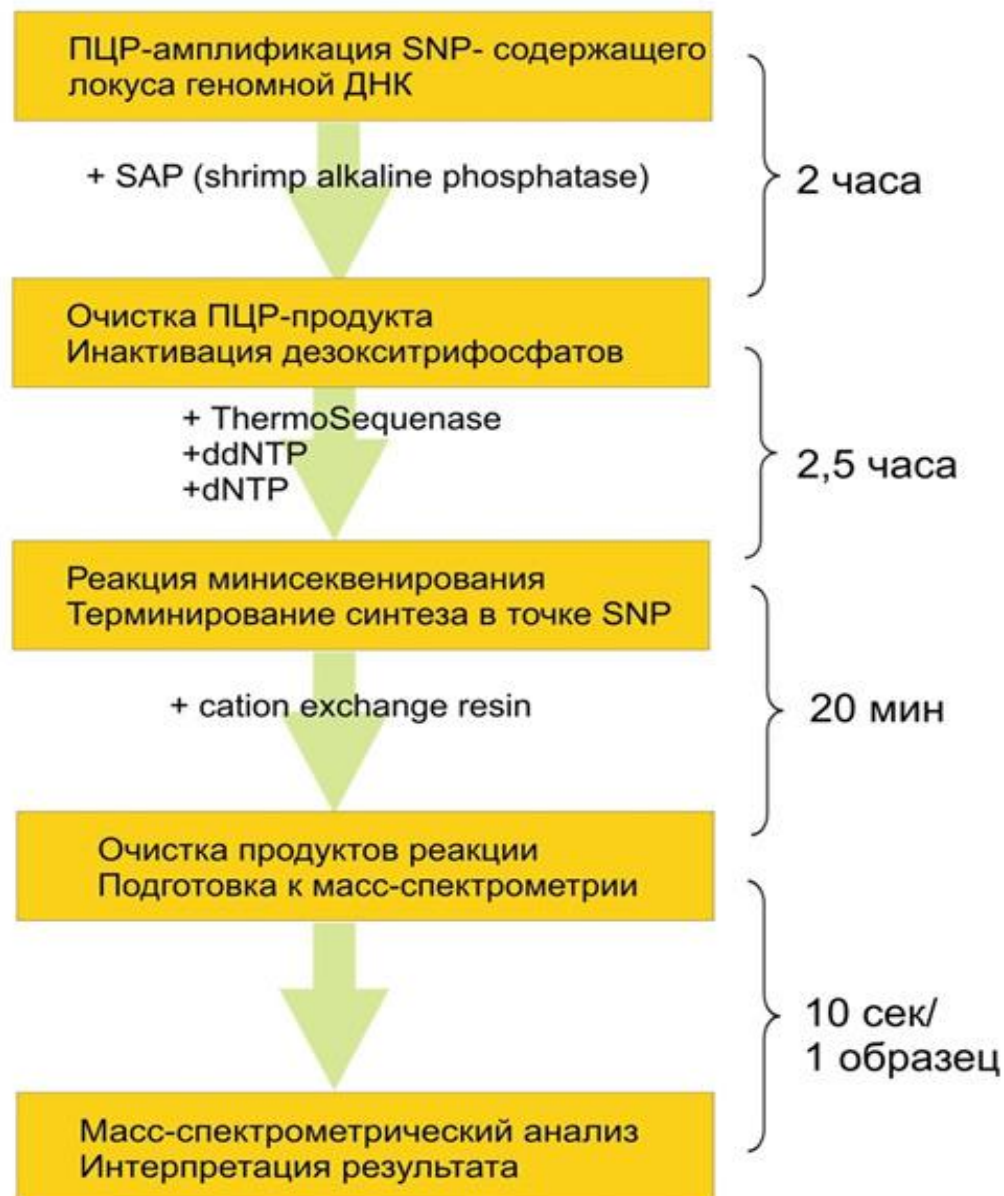 ПЦР-амплификация SNP- содержащего
локуса геномной ДНК
+ SAP (shrimp alkaline phosphatase)
2 часа
Очистка ПЦР-продукта
Инактивация дезокситрифосфатов
+ ThermoSequenase
+ddNTP
+dNTP
2,5 часа
Реакция минисеквенирования
Терминирование синтеза в точке SNP
+ cation exchange resin
20 мин
Очистка продуктов реакции
Подготовка к масс-спектрометрии
10 сек/
1 образец
Масс-спектрометрический анализ
Интерпретация результата